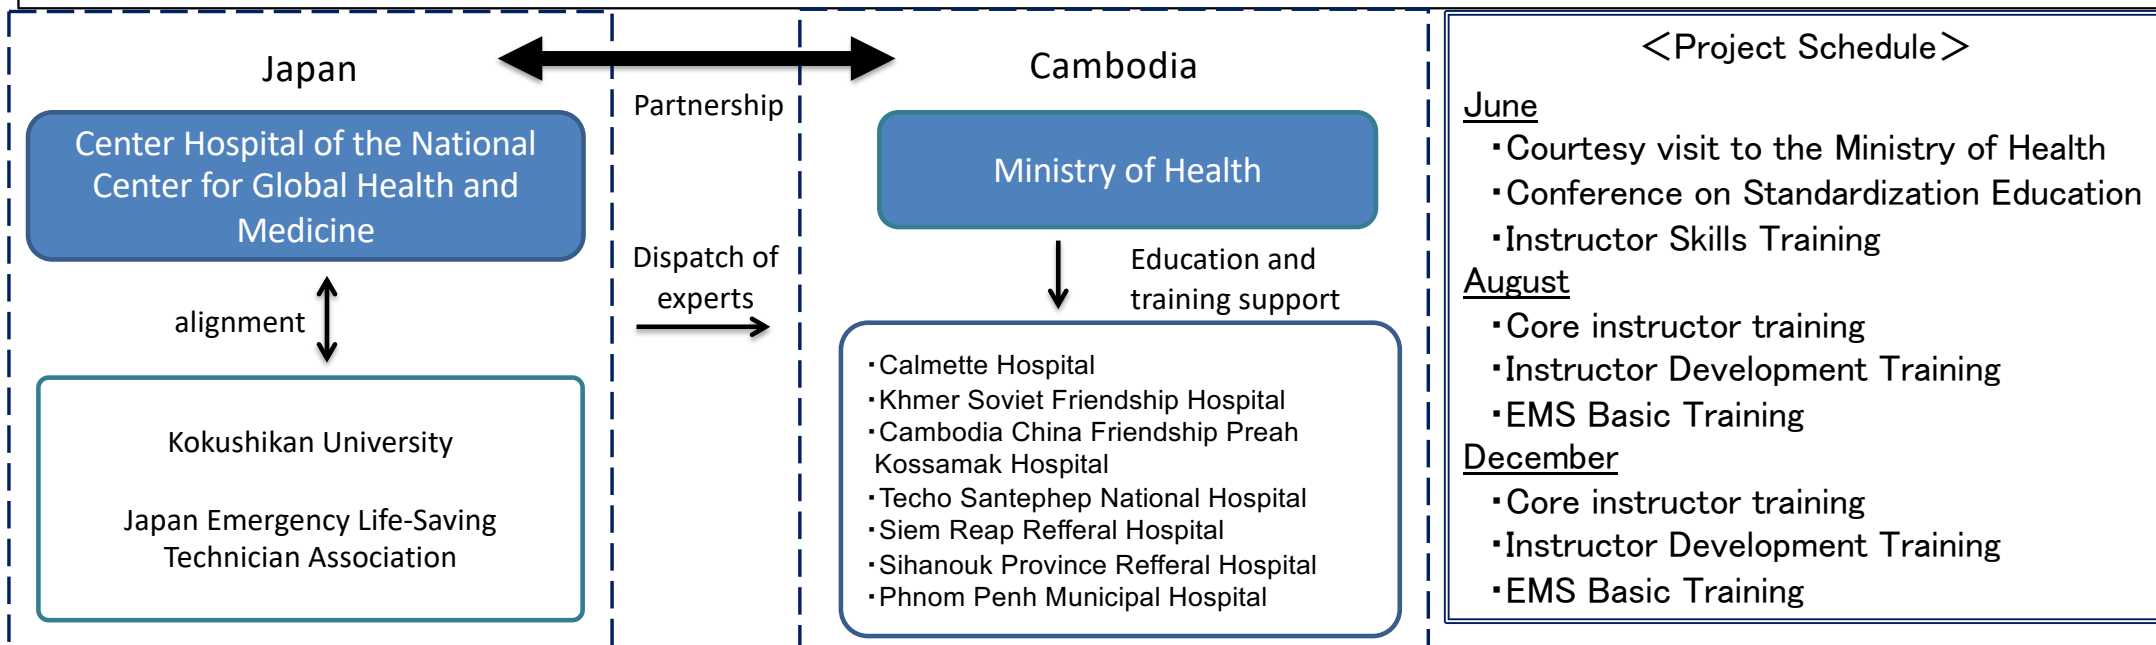 Japan
Center Hospital of the National
Center for Global Health and
Medicine
alignment
Kokushikan University
Japan Emergency Life-Saving
Technician Association
Partnership
Dispatch of
experts
Cambodia
Ministry of Health
Education and
training support
・Calmette Hospital
・Khmer Soviet Friendship Hospital
・Cambodia China Friendship Preah
Kossamak Hospital
・Techo Santephep National Hospital
・Siem Reap Refferal Hospital
・Sihanouk Province Refferal Hospital
・Phnom Penh Municipal Hospital
＜Project Schedule＞
June
・Courtesy visit to the Ministry of Health
・Conference on Standardization Education
・Instructor Skills Training
August
・Core instructor training
・Instructor Development Training
・EMS Basic Training
December
・Core instructor training
・Instructor Development Training
・EMS Basic Training